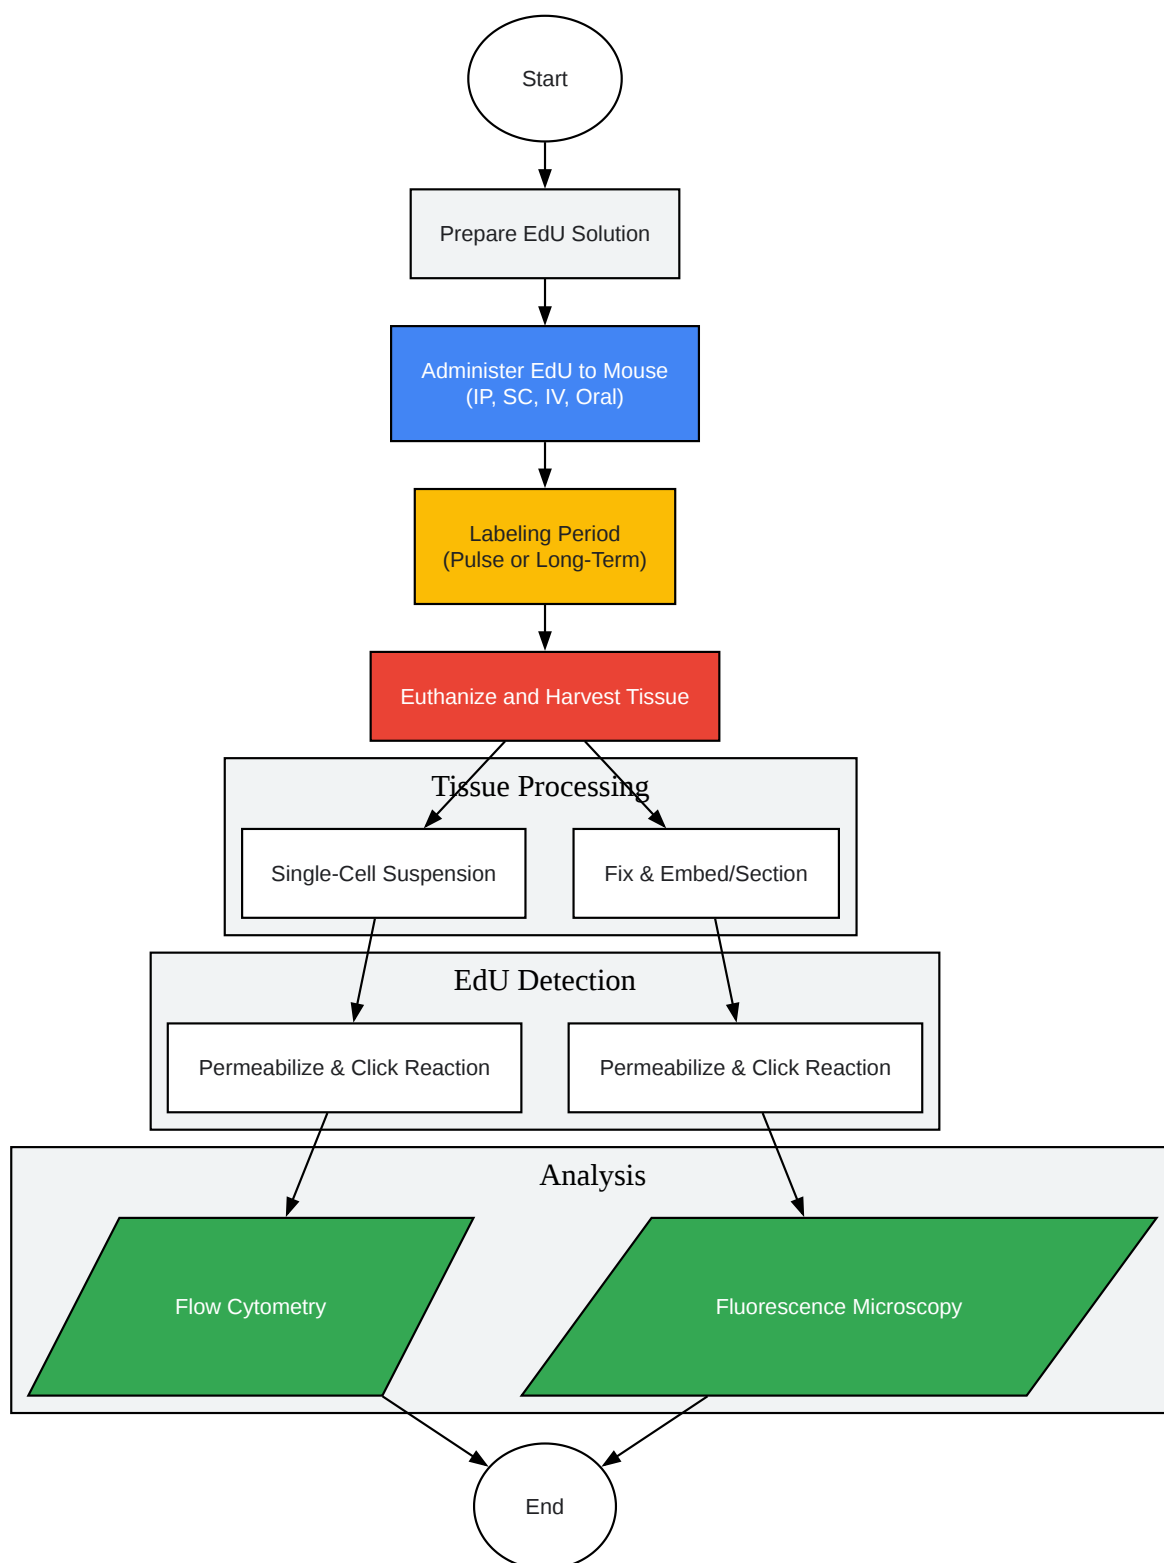 Start
Prepare EdU Solution
Administer EdU to Mouse
(IP, SC, IV, Oral)
Labeling Period
(Pulse or Long-Term)
Euthanize and Harvest Tissue
Tissue Processing
Single-Cell Suspension
Fix & Embed/Section
EdU Detection
Permeabilize & Click Reaction
Permeabilize & Click Reaction
Analysis
Flow Cytometry
Fluorescence Microscopy
End